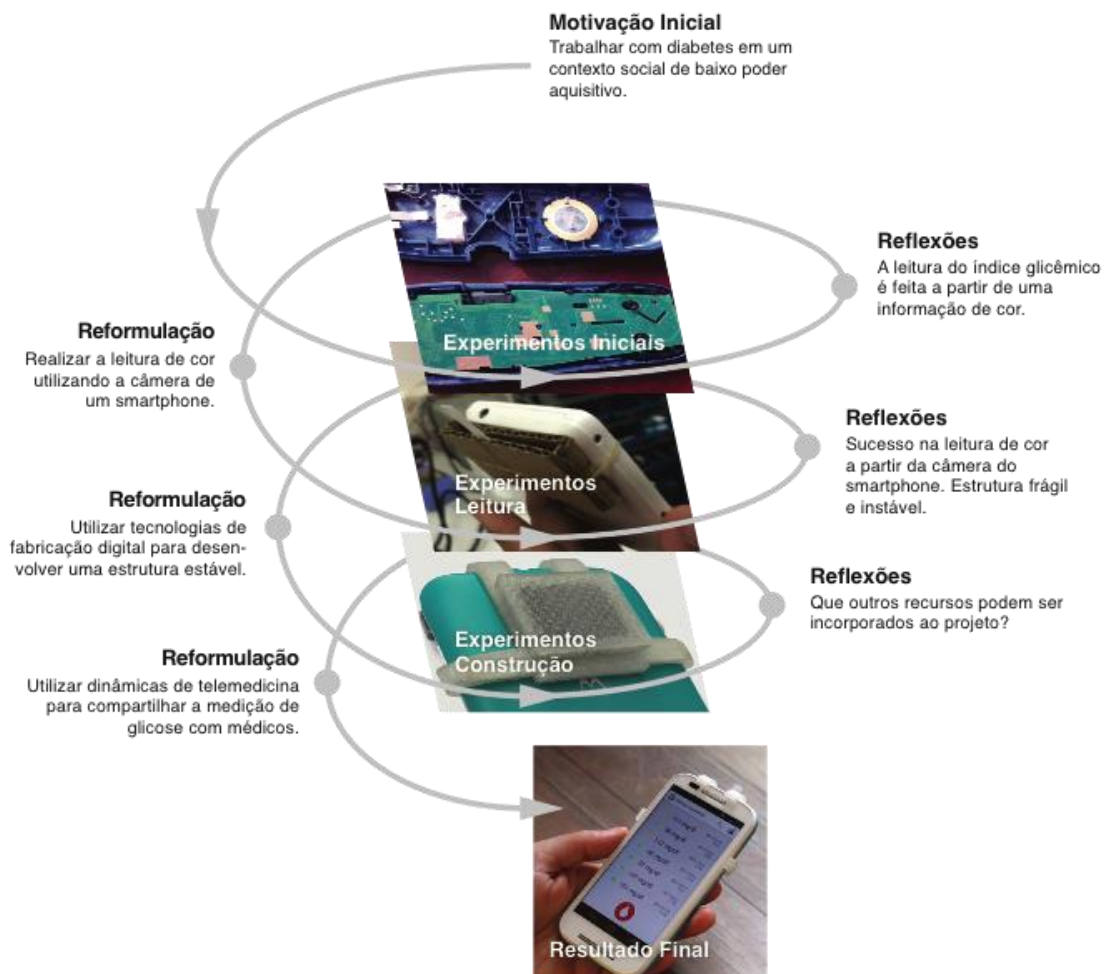 Motivação Inicial
Trabalhar com diabetes em um
contexto social de baixo poder
aquisitivo.
Experimentos Iniciais
Reflexões
A leitura do índice glicêmico
é feita a partir de uma
informação de cor.
Reformulação
Realizar a leitura de cor
utilizando a câmera de
um smartphone.
Experimentos
Leitura
Reflexões
Sucesso na leitura de cor
a partir da câmera do
smartphone. Estrutura frágil
e instável.
Reformulação
Utilizar tecnologias de
fabricação digital para desen-
volver uma estrutura estável.
Experimentos
Construção
Reflexões
Que outros recursos podem ser
incorporados ao projeto?
Reformulação
Utilizar dinâmicas de telemedicina
para compartilhar a medição de
glicose com médicos.
Resultado Final